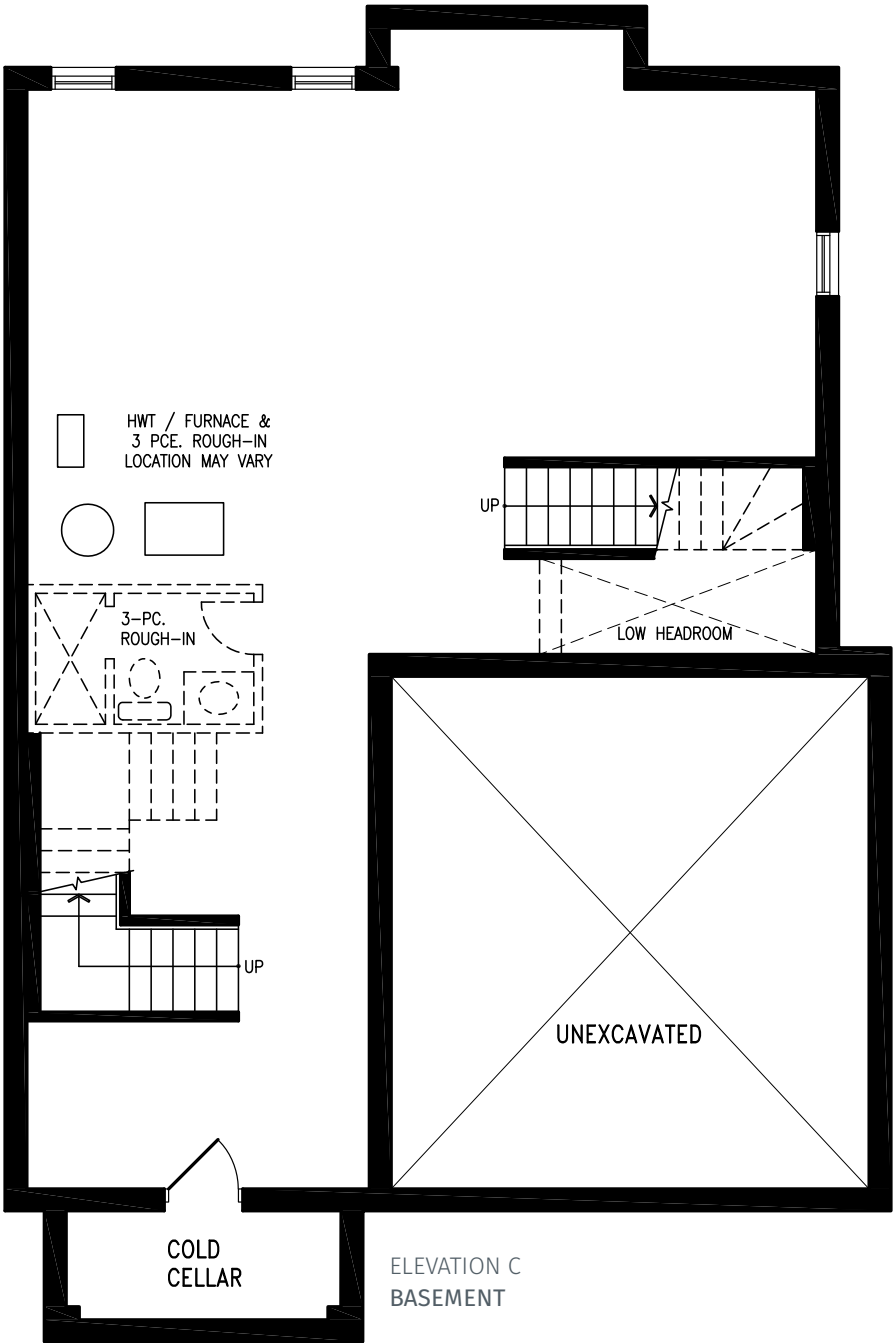 HWT / FURNACE &
3 PCE. ROUGH-IN
LOCATION MAY VARY
UP
3-PC.
ROUGH-IN
LOW HEADROOM
UP
UNEXCAVATED
COLD
CELLAR
ELEVATION C
BASEMENT